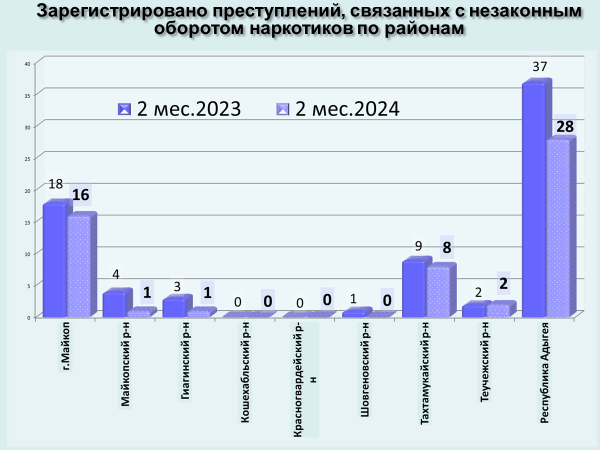 Зарегистрировано преступлений, связанных с незаконным
оборотом наркотиков по районам
2 мес.2023
2 мес.2024
40
35
30
25
20
15
10
5
0
18
16
4
1
3
1
0
0
0
0
1
0
9
8
2
2
37
28
г.Майкоп
Майкопский р-н
Гиагинский р-н
Кошехабльский р-н
Красногвардейский р-
н
Шовгеновский р-н
Тахтамукайский р-н
Теучежский р-н
Республика Адыгея